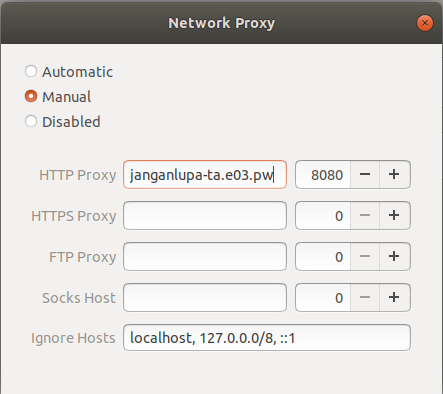 Network Proxy
Automatic
Manual
Disabled
HTTP Proxy janganlupa-ta.e03.pw 8080 − +
HTTPS Proxy 0 − +
FTP Proxy 0 − +
Socks Host 0 − +
Ignore Hosts localhost, 127.0.0.0/8, ::1